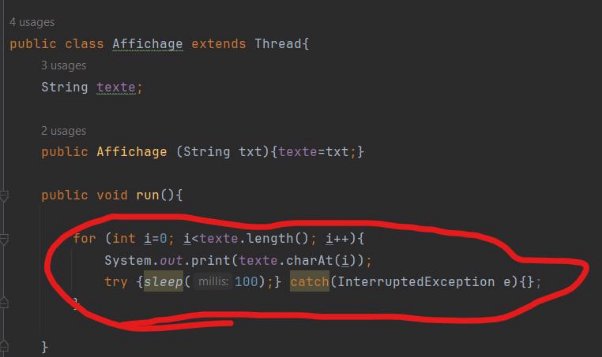 4 usages
public class Affichage extends Thread{
3 usages
String texte;
2 usages
public Affichage (String txt){texte=txt;}
public void run(){
for (int i=0; i<texte.length(); i++){
System.out.print(texte.charAt(i));
try {sleep( millis: 100);} catch(InterruptedException e){};
}
}